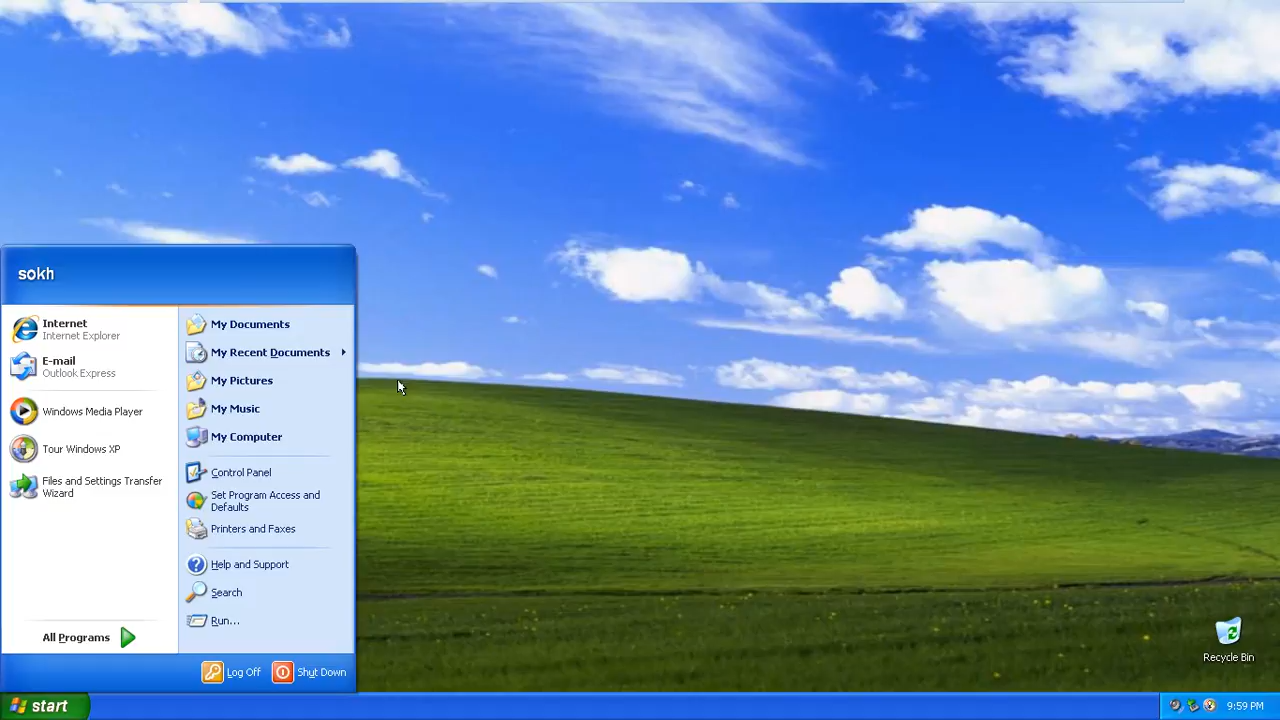 sokh
Internet
Internet Explorer
E-mail
Outlook Express
Windows Media Player
Tour Windows XP
Files and Settings Transfer
Wizard
All Programs
My Documents
My Recent Documents
My Pictures
My Music
My Computer
Control Panel
Set Program Access and
Defaults
Printers and Faxes
Help and Support
Search
Run...
Log Off
Shut Down
Recycle Bin
start
9:59 PM